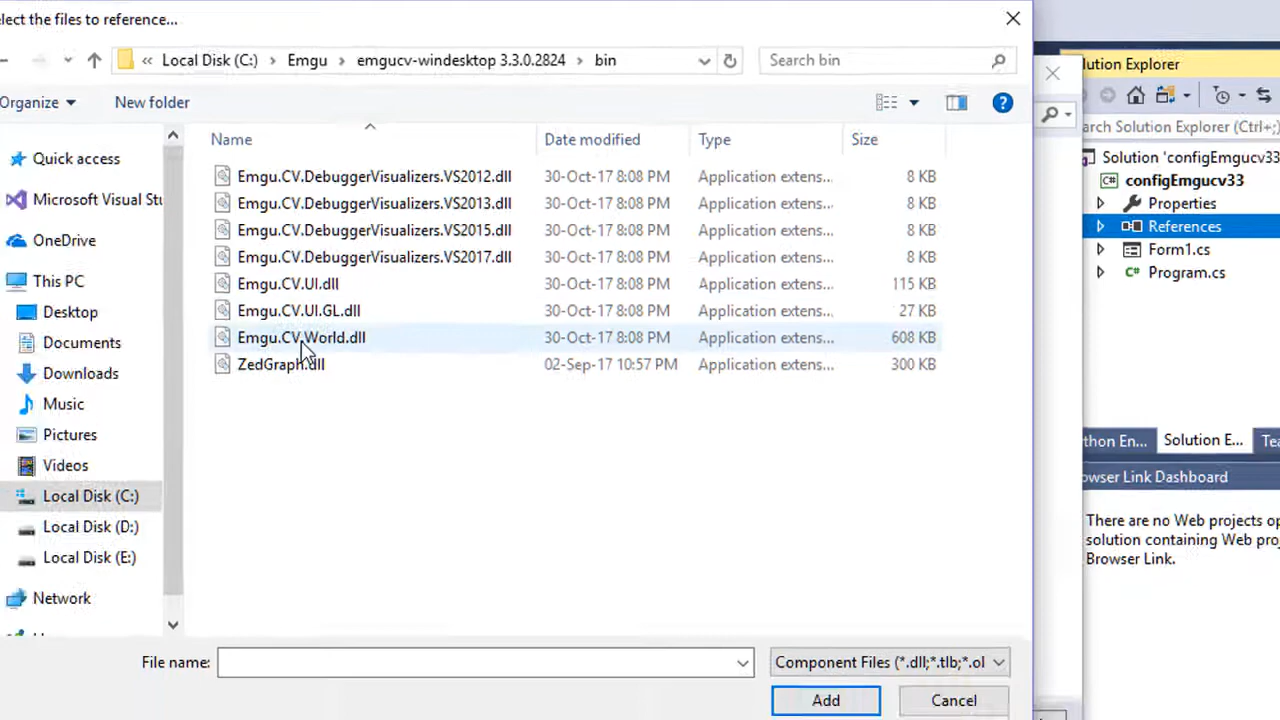 elect the files to reference...
« Local Disk (C:) > Emgu > emgucv-windesktop 3.3.0.2824 > bin
Search bin
Organize
New folder
Name Date modified Type Size
Quick access
Microsoft Visual Stu
OneDrive
This PC
Desktop
Documents
Downloads
Music
Pictures
Videos
Local Disk (C:)
Local Disk (D:)
Local Disk (E:)
Network
Emgu.CV.DebuggerVisualizers.VS2012.dll 30-Oct-17 8:08 PM Application extens... 8 KB
Emgu.CV.DebuggerVisualizers.VS2013.dll 30-Oct-17 8:08 PM Application extens... 8 KB
Emgu.CV.DebuggerVisualizers.VS2015.dll 30-Oct-17 8:08 PM Application extens... 8 KB
Emgu.CV.DebuggerVisualizers.VS2017.dll 30-Oct-17 8:08 PM Application extens... 8 KB
Emgu.CV.UI.dll 30-Oct-17 8:08 PM Application extens... 115 KB
Emgu.CV.UI.GL.dll 30-Oct-17 8:08 PM Application extens... 27 KB
Emgu.CV.World.dll 30-Oct-17 8:08 PM Application extens... 608 KB
ZedGraph.dll 02-Sep-17 10:57 PM Application extens... 300 KB
File name:
Component Files (*.dll;*.tlb;*.ol
Add
Cancel
lution Explorer
arch Solution Explorer (Ctrl+;)
Solution 'configEmgucv33
C# configEmgucv33
Properties
References
Form1.cs
C# Program.cs
thon En... Solution E... Tea
owser Link Dashboard
There are no Web projects op
solution containing Web proj
Browser Link.